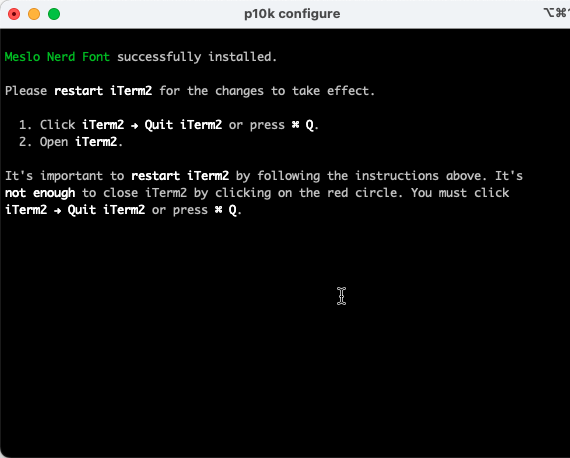 p10k configure
Meslo Nerd Font successfully installed.
Please restart iTerm2 for the changes to take effect.
1. Click iTerm2 → Quit iTerm2 or press ⌘ Q.
2. Open iTerm2.
It's important to restart iTerm2 by following the instructions above. It's
not enough to close iTerm2 by clicking on the red circle. You must click
iTerm2 → Quit iTerm2 or press ⌘ Q.